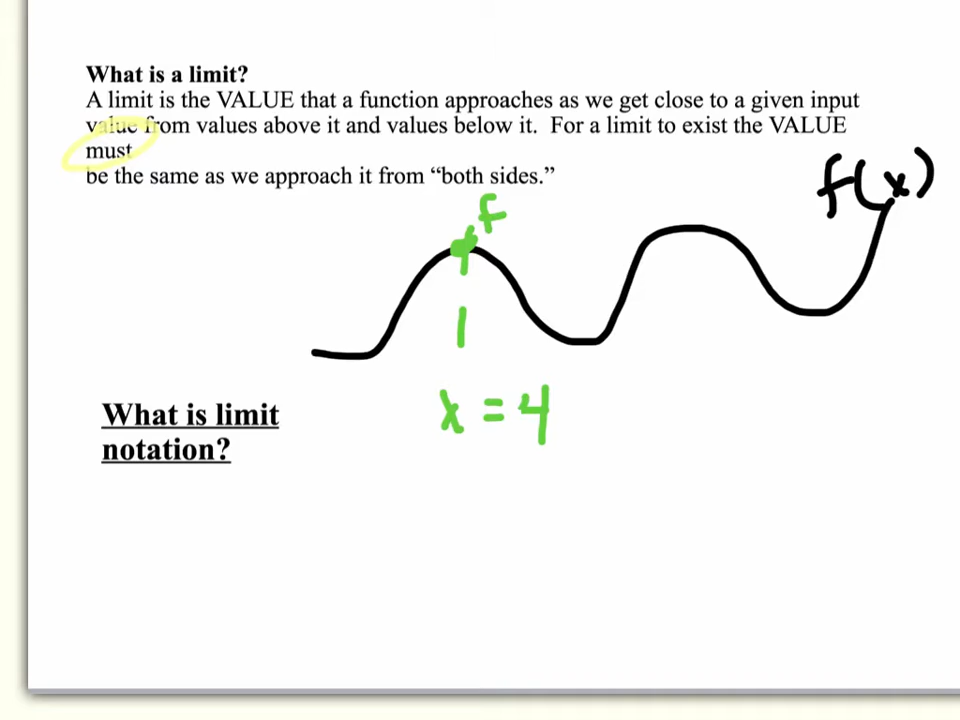 What is a limit?
A limit is the VALUE that a function approaches as we get close to a given input
value from values above it and values below it.  For a limit to exist the VALUE
must
be the same as we approach it from “both sides.”
f(x)
f
x = 4
What is limit
notation?